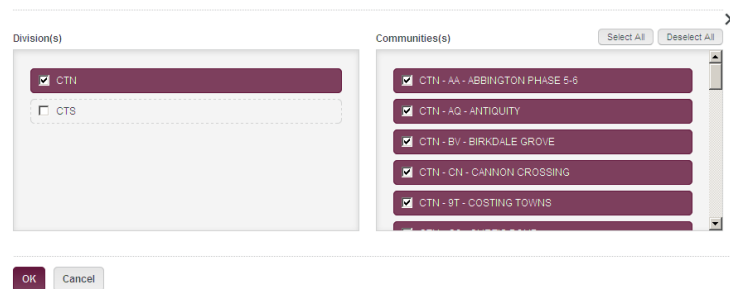 Division(s)
CTN
CTS
Communities(s)
Select All
Deselect All
CTN - AA - ABBINGTON PHASE 5-6
CTN - AQ - ANTIQUITY
CTN - BV - BIRKDALE GROVE
CTN - CN - CANNON CROSSING
CTN - 9T - COSTING TOWNS
OK
Cancel